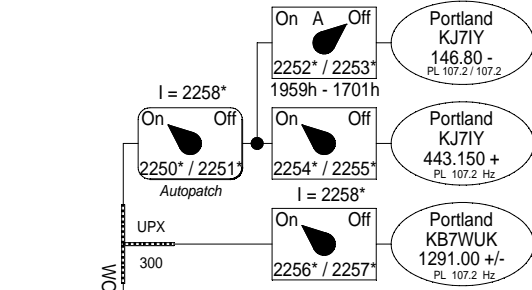 On A Off
2252* / 2253*
1959h - 1701h
Portland
KJ7IY
146.80 -
PL 107.2 / 107.2
I = 2258*
On Off
2250* / 2251*
Autopatch
On Off
2254* / 2255*
I = 2258*
Portland
KJ7IY
443.150 +
PL 107.2 Hz
UPX
300
On Off
2256* / 2257*
Portland
KB7WUK
1291.00 +/-
PL 107.2 Hz